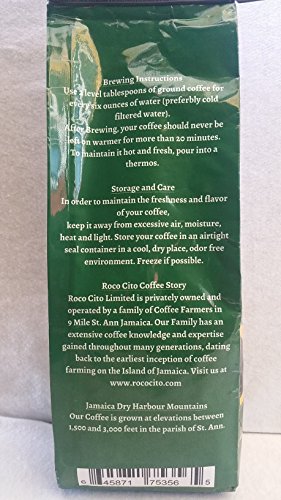 Brewing Instructions
Use 2 level tablespoons of ground coffee for
every six ounces of water (preferbly cold
filtered water).
After Brewing, your coffee should never be
left on warmer for more than 20 minutes.
To maintain it hot and fresh, pour into a
thermos.
Storage and Care
In order to maintain the freshness and flavor
of your coffee,
keep it away from excessive air, moisture,
heat and light. Store your coffee in an airtight
seal container in a cool, dry place, odor free
environment. Freeze if possible.
Roco Cito Coffee Story
Roco Cito Limited is privately owned and
operated by a family of Coffee Farmers in
9 Mile St. Ann Jamaica. Our Family has an
extensive coffee knowledge and expertise
gained throughout many generations, dating
back to the earliest inception of coffee
farming on the Island of Jamaica. Visit us at
www.rococito.com
Jamaica Dry Harbour Mountains
Our Coffee is grown at elevations between
1,500 and 3,000 feet in the parish of St. Ann.
6 45871 75356 5